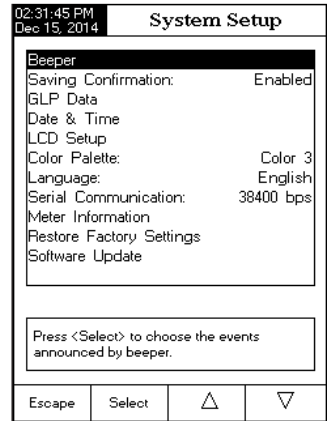 02:31:45 PM
Dec 15, 2014
System Setup
Beeper
Saving Confirmation: Enabled
GLP Data
Date & Time
LCD Setup
Color Palette: Color 3
Language: English
Serial Communication: 38400 bps
Meter Information
Restore Factory Settings
Software Update
Press <Select> to choose the events
announced by beeper.
Escape Select △ ▽